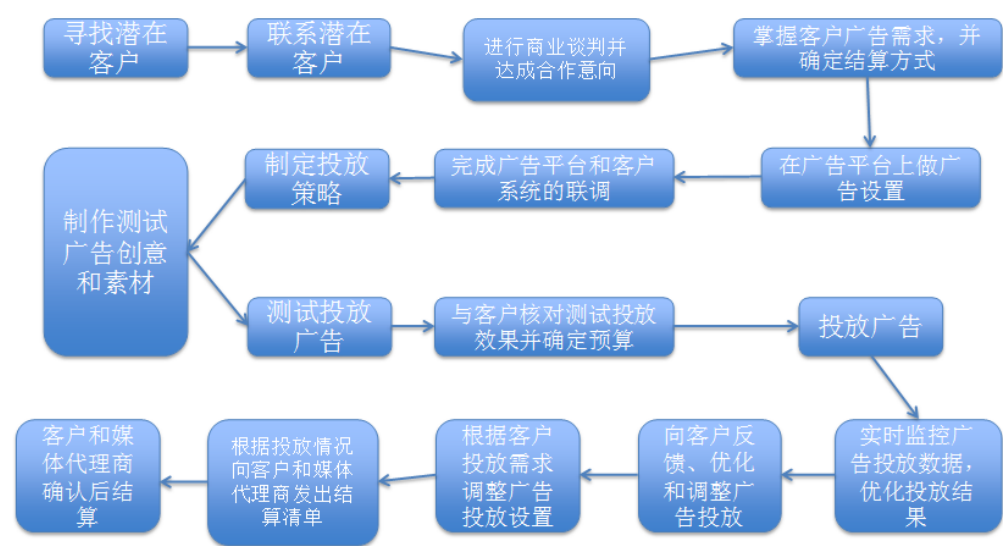 寻找潜在
客户
联系潜在
客户
进行商业谈判并
达成合作意向
掌握客户广告需求，并
确定结算方式
在广告平台上做广
告设置
完成广告平台和客户
系统的联调
制定投放
策略
制作测试
广告创意
和素材
测试投放
广告
与客户核对测试投放
效果并确定预算
投放广告
实时监控广
告投放数据，
优化投放结
果
向客户反
馈、优化
和调整广
告投放
根据客户
投放需求
调整广告
投放设置
根据投放情况
向客户和媒体
代理商发出结
算清单
客户和媒
体代理商
确认后结
算